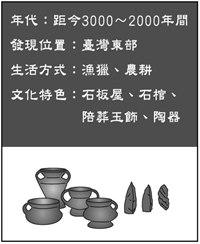 年代：距今3000～2000年間
發現位置：臺灣東部
生活方式：漁獵、農耕
文化特色：石板屋、石棺、
陪葬玉飾、陶器